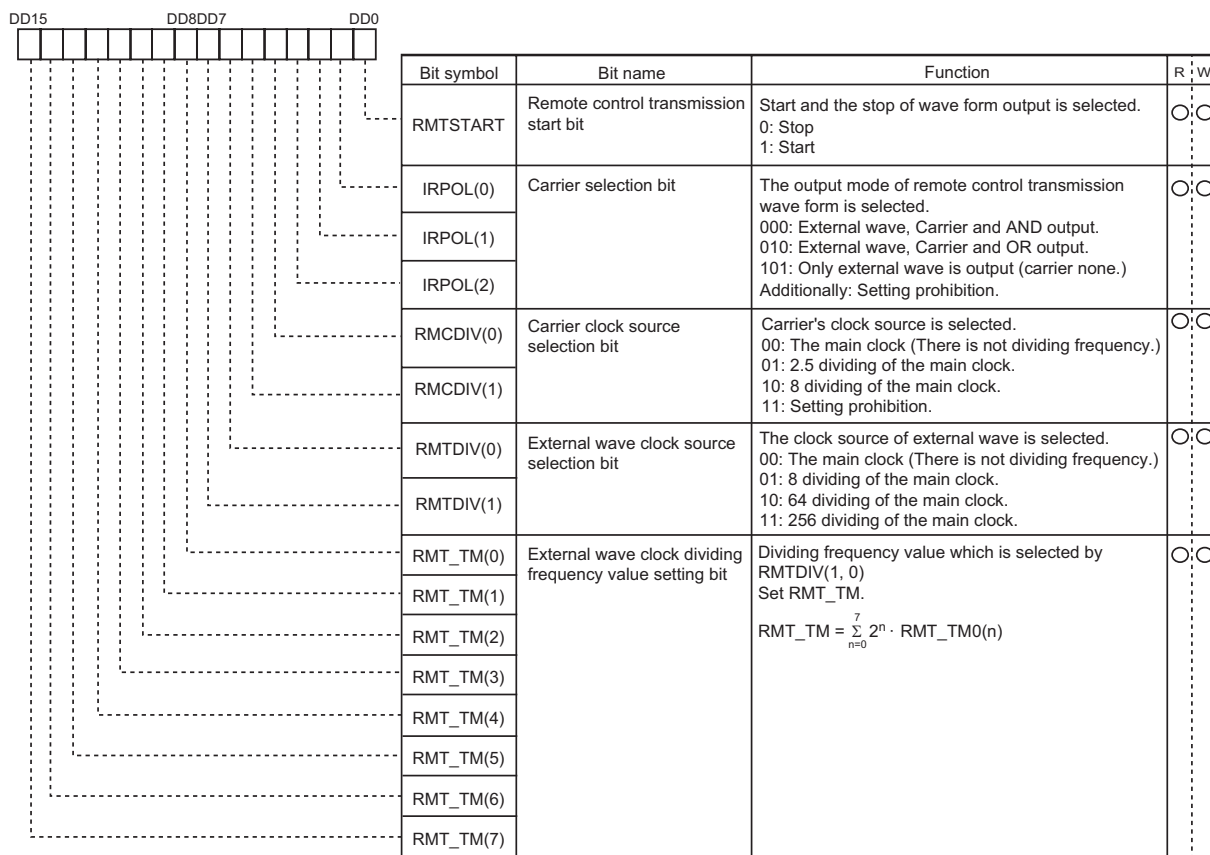 DD15 DD8DD7 DD0
Bit symbol Bit name Function R W
RMTSTART
Remote control transmission
start bit
Start and the stop of wave form output is selected.
0: Stop
1: Start
IRPOL(0)
IRPOL(1)
IRPOL(2)
Carrier selection bit
The output mode of remote control transmission
wave form is selected.
000: External wave, Carrier and AND output.
010: External wave, Carrier and OR output.
101: Only external wave is output (carrier none.)
Additionally: Setting prohibition.
RMCDIV(0)
RMCDIV(1)
Carrier clock source
selection bit
Carrier's clock source is selected.
00: The main clock (There is not dividing frequency.)
01: 2.5 dividing of the main clock.
10: 8 dividing of the main clock.
11: Setting prohibition.
RMTDIV(0)
RMTDIV(1)
External wave clock source
selection bit
The clock source of external wave is selected.
00: The main clock (There is not dividing frequency.)
01: 8 dividing of the main clock.
10: 64 dividing of the main clock.
11: 256 dividing of the main clock.
RMT_TM(0)
RMT_TM(1)
RMT_TM(2)
RMT_TM(3)
RMT_TM(4)
RMT_TM(5)
RMT_TM(6)
RMT_TM(7)
External wave clock dividing
frequency value setting bit
Dividing frequency value which is selected by
RMTDIV(1, 0)
Set RMT_TM.
7
RMT_TM = Σ 2ⁿ · RMT_TM0(n)
n=0